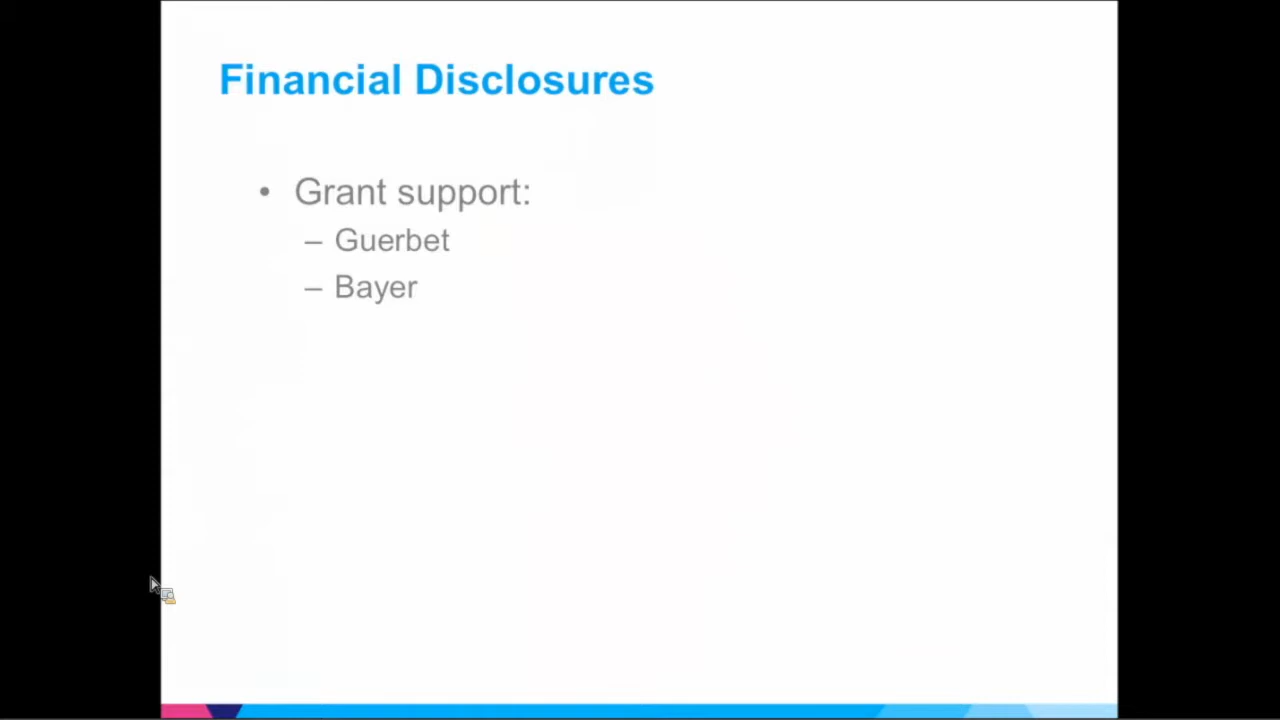 Financial Disclosures
• Grant support:
– Guerbet
– Bayer